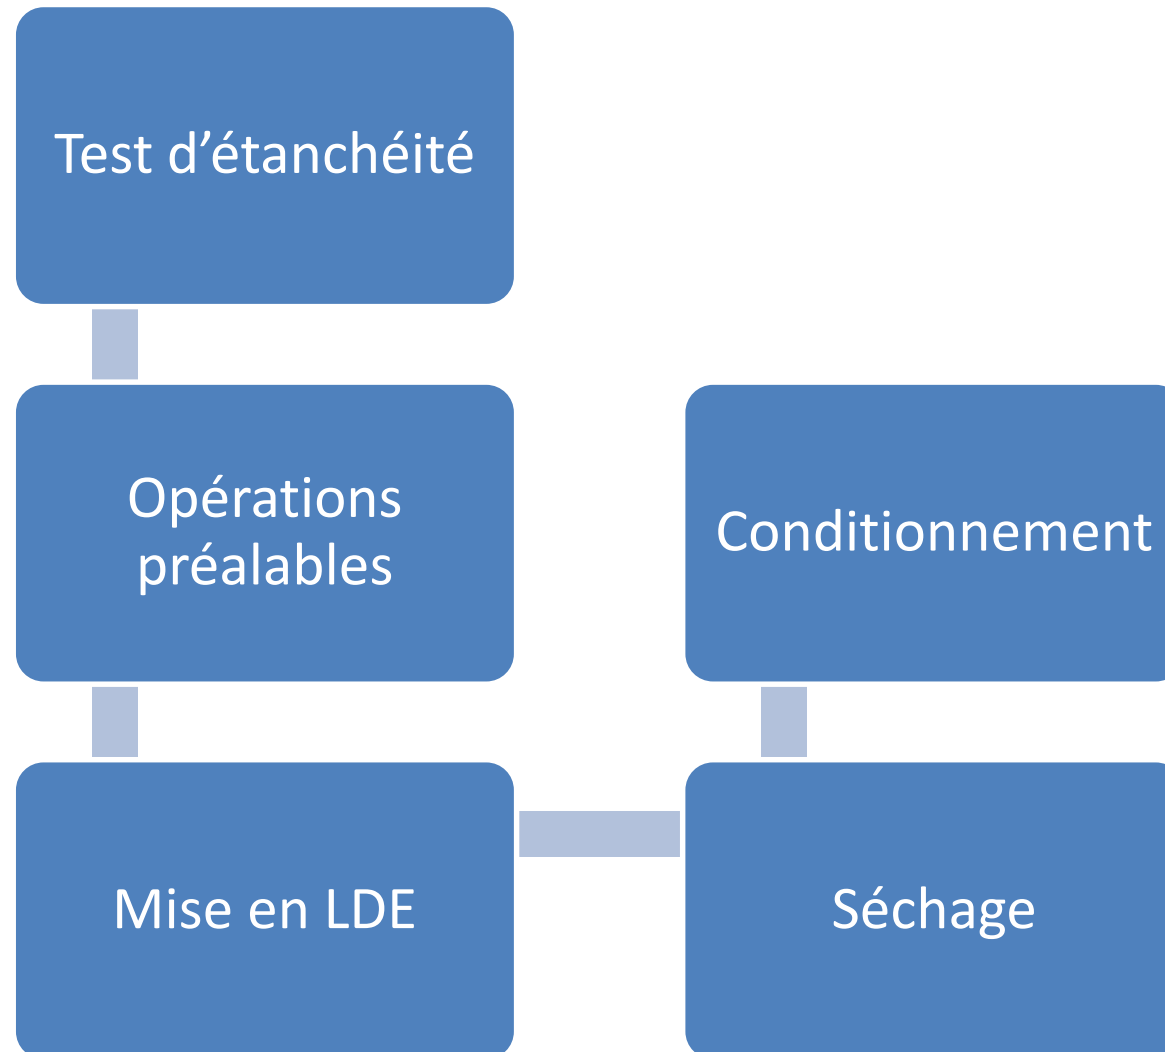 Test d’étanchéité
Opérations
préalables
Mise en LDE
Séchage
Conditionnement